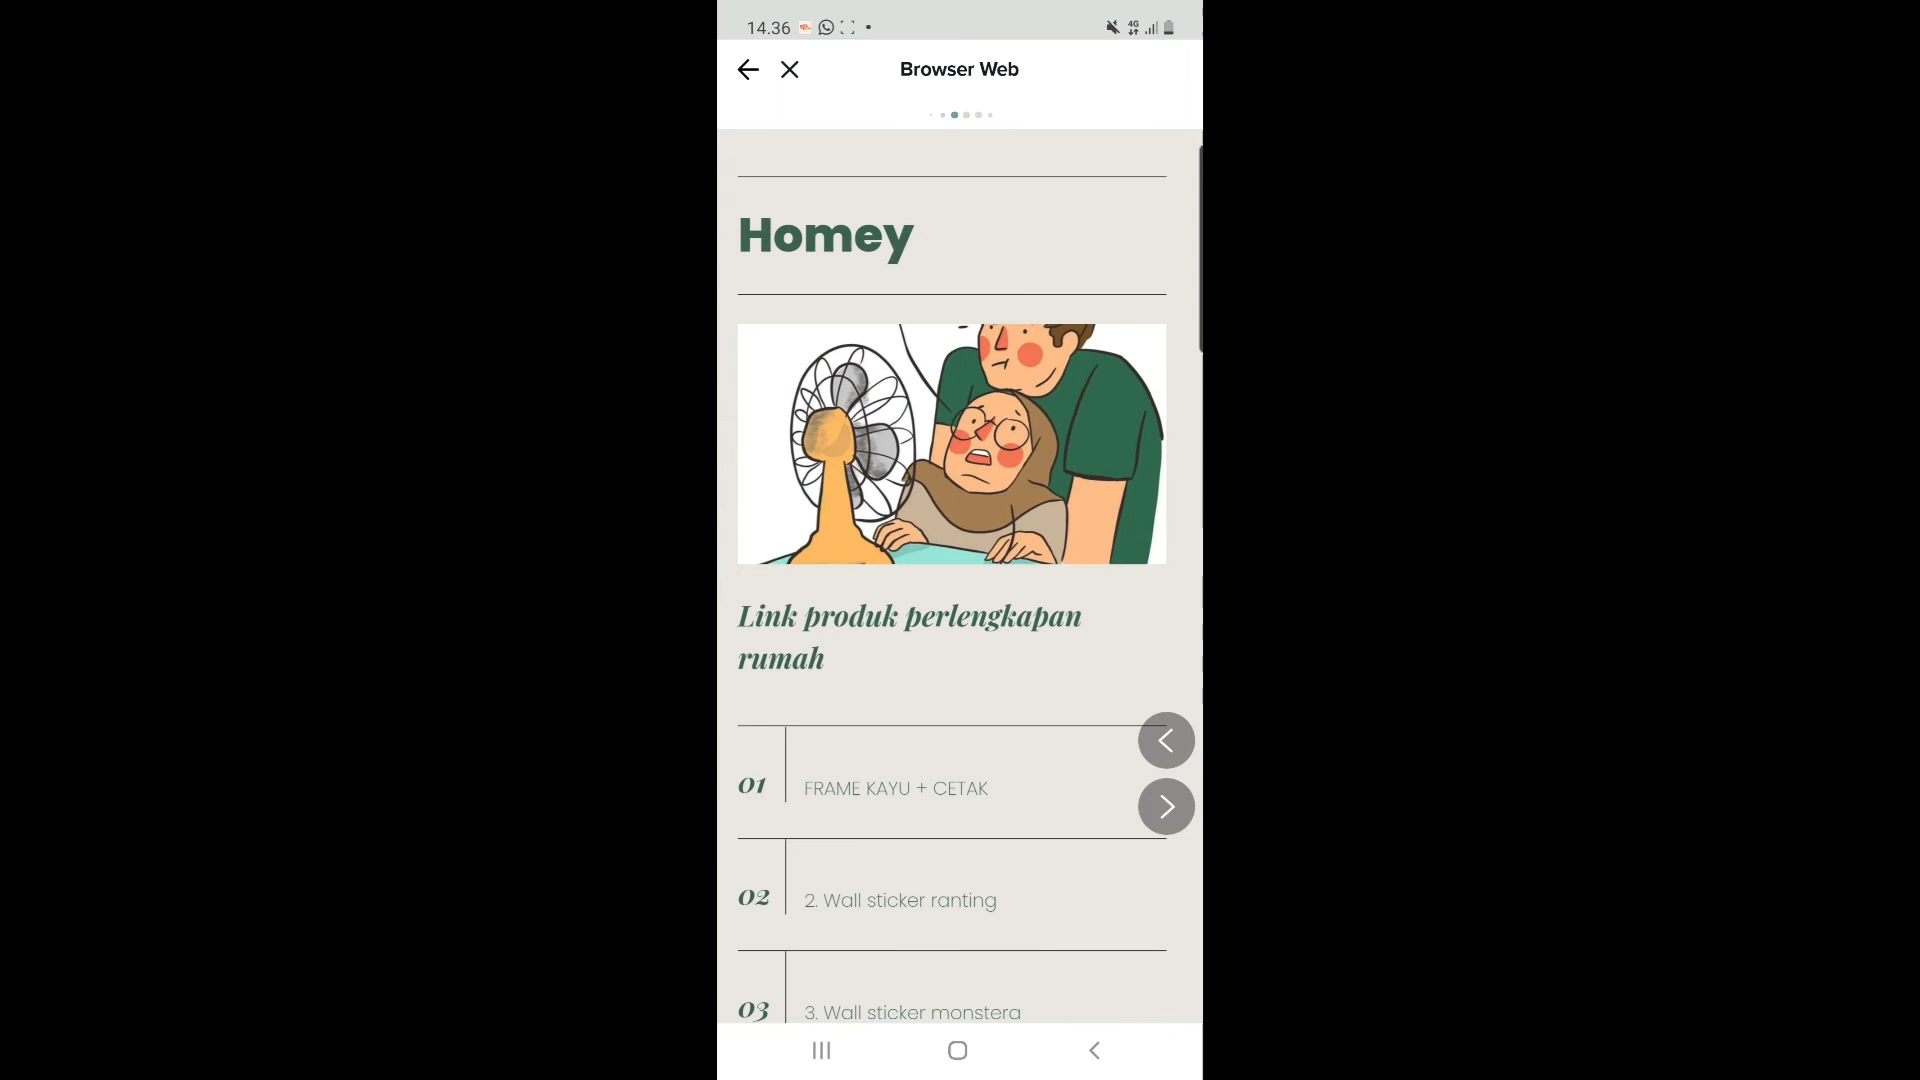 14.36
4G
Browser Web
Homey
Link produk perlengkapan
rumah
01
FRAME KAYU + CETAK
02
2. Wall sticker ranting
03
3. Wall sticker monstera